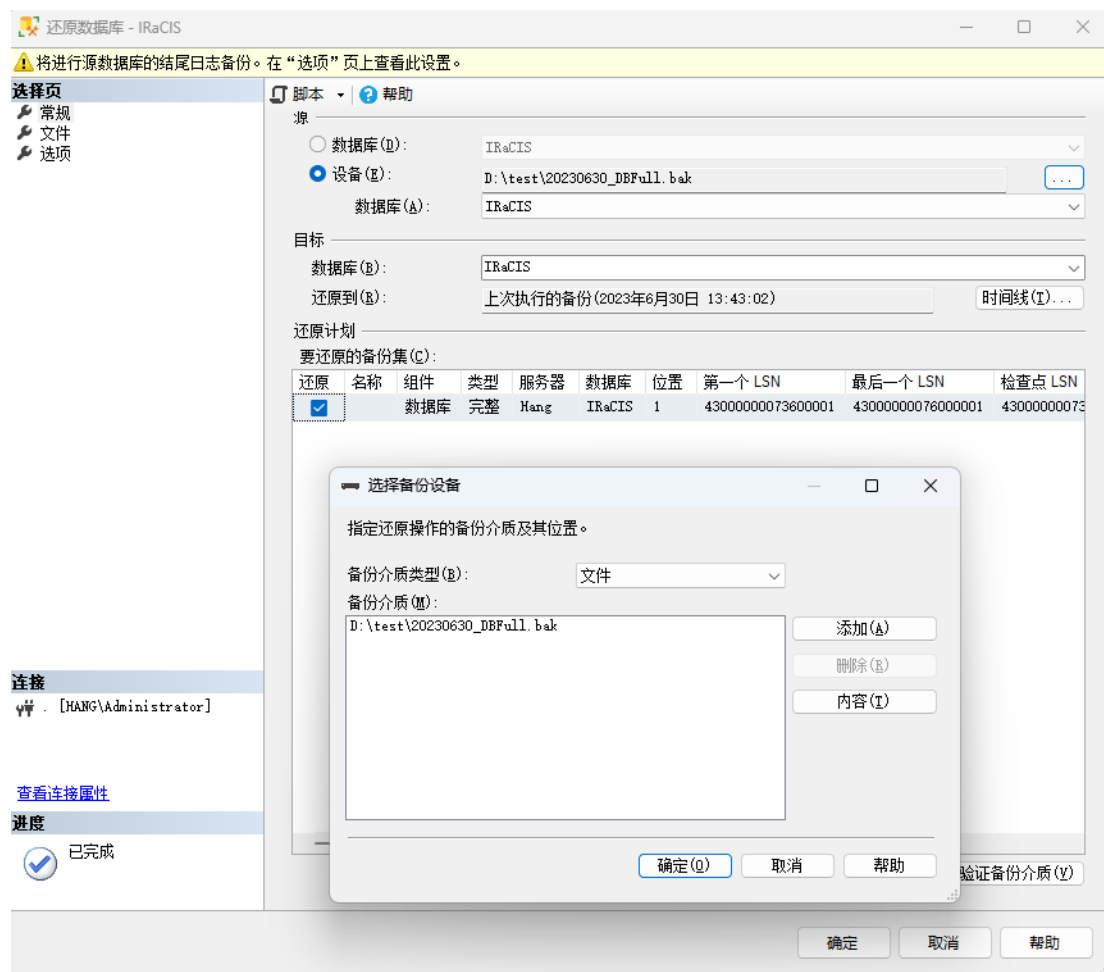 还原数据库 - IRaCIS
将进行源数据库的结尾日志备份。在“选项”页上查看此设置。
选择页
常规
文件
选项
脚本 帮助
源
数据库(D):
IRaCIS
设备(E):
D:\test\20230630_DBFull.bak
...
数据库(A):
IRaCIS
目标
数据库(B):
IRaCIS
还原到(R):
上次执行的备份(2023年6月30日 13:43:02)
时间线(T)...
还原计划
要还原的备份集(C):
还原 名称 组件 类型 服务器 数据库 位置 第一个 LSN 最后一个 LSN 检查点 LSN
数据库 完整 Hang IRaCIS 1 43000000073600001 43000000076000001 43000000073
选择备份设备
指定还原操作的备份介质及其位置。
备份介质类型(B):
文件
备份介质(M):
D:\test\20230630_DBFull.bak
添加(A)
删除(R)
内容(T)
确定(O) 取消 帮助
连接
. [HANG\Administrator]
查看连接属性
进度
已完成
验证备份介质(V)
确定 取消 帮助